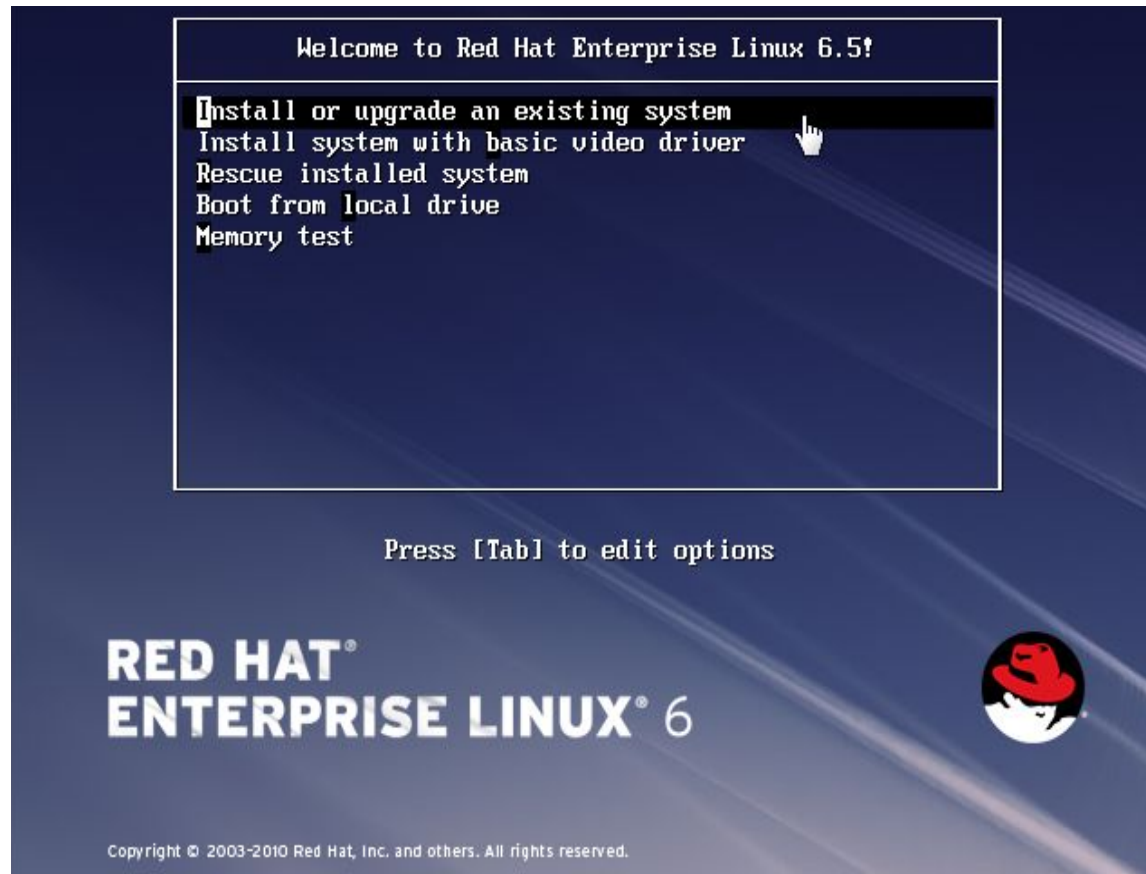 Welcome to Red Hat Enterprise Linux 6.5!
Install or upgrade an existing system
Install system with basic video driver
Rescue installed system
Boot from local drive
Memory test
Press [Tab] to edit options
RED HAT®
ENTERPRISE LINUX® 6
Copyright © 2003-2010 Red Hat, Inc. and others. All rights reserved.